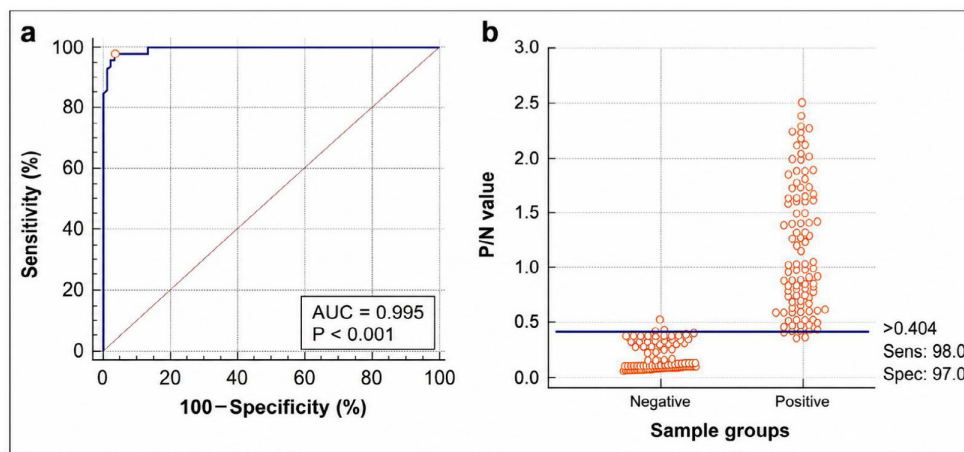 a
Sensitivity (%)
100
80
60
40
20
0
AUC = 0.995
P < 0.001
0 20 40 60 80 100
100−Specificity (%)
b
P/N value
3.0
2.5
2.0
1.5
1.0
0.5
0.0
>0.404
Sens: 98.0
Spec: 97.0
Negative Positive
Sample groups